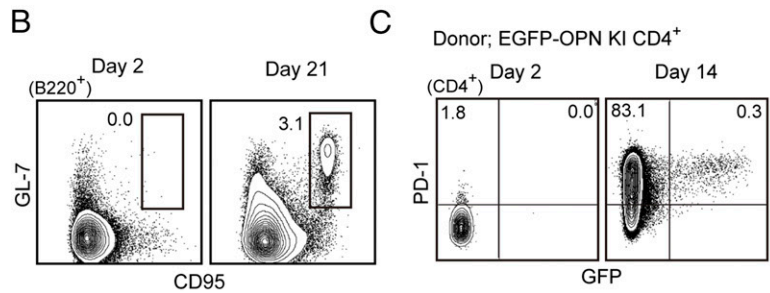 B
Day 2
Day 21
(B220+)
0.0
3.1
GL-7
CD95
C
Donor; EGFP-OPN KI CD4+
Day 2
Day 14
(CD4+)
1.8
0.0
83.1
0.3
PD-1
GFP